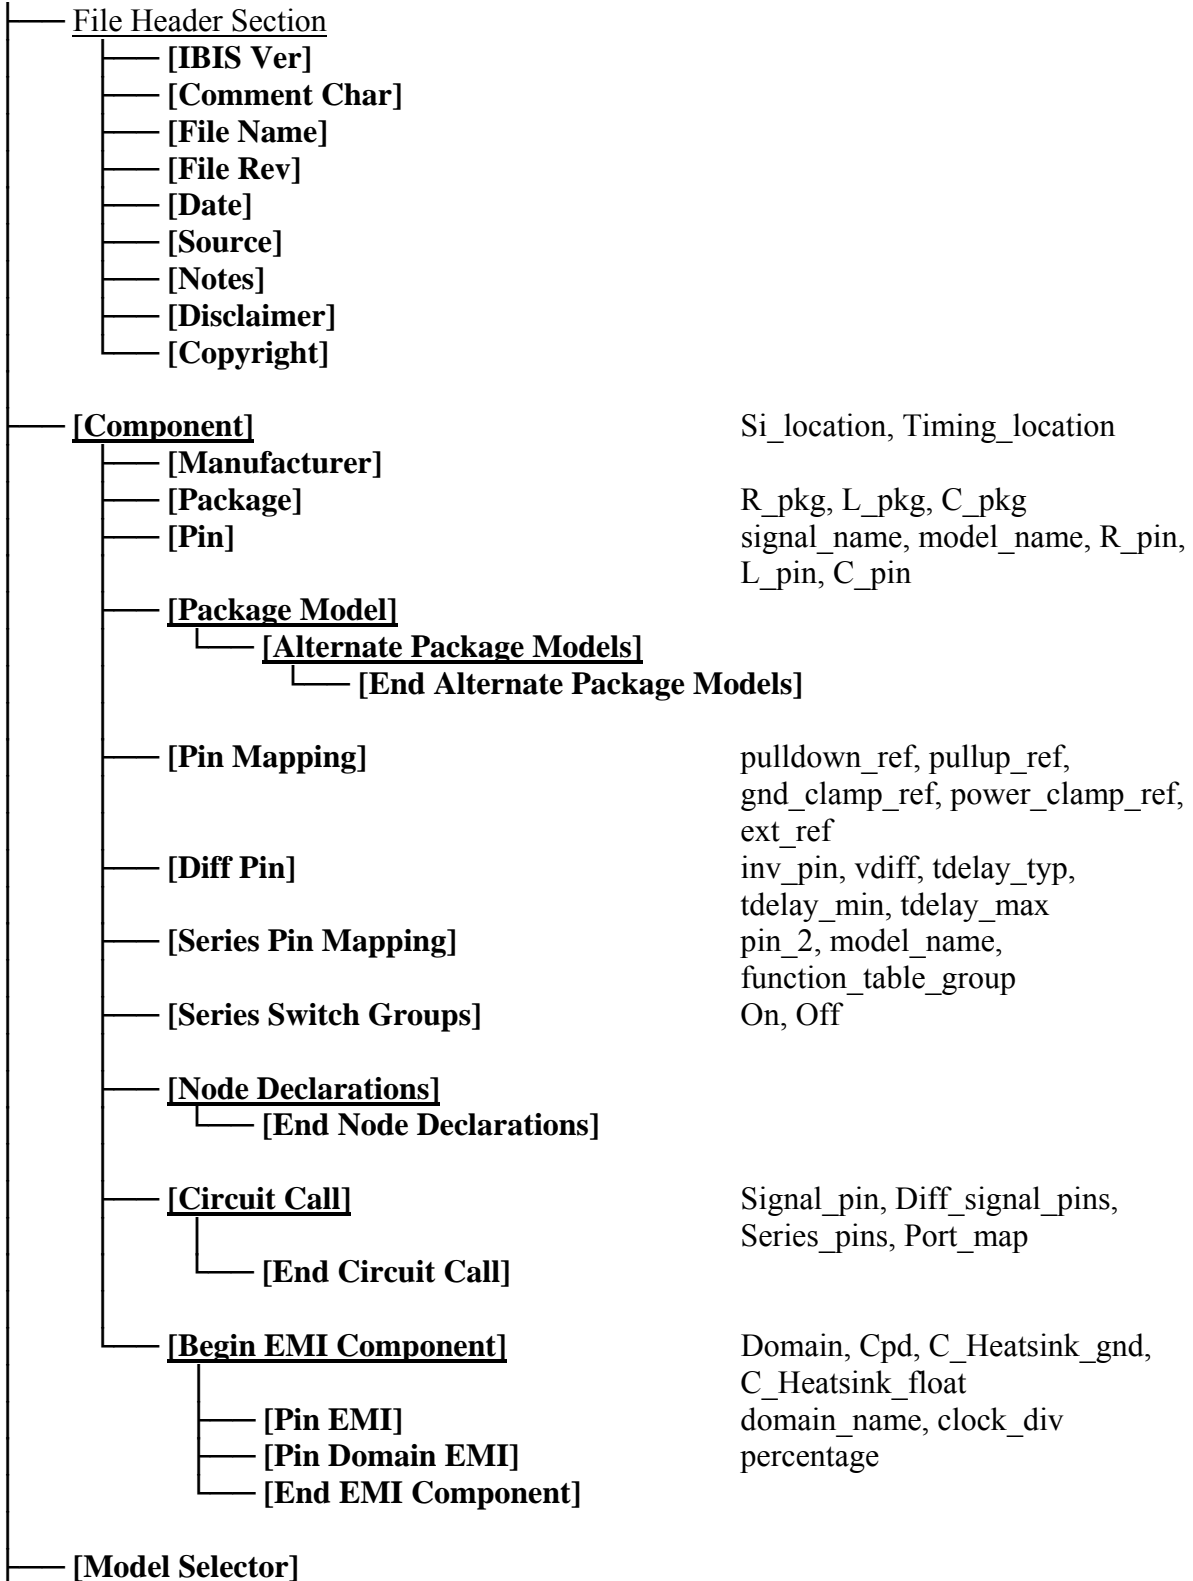 File Header Section
[IBIS Ver]
[Comment Char]
[File Name]
[File Rev]
[Date]
[Source]
[Notes]
[Disclaimer]
[Copyright]
[Component] Si_location, Timing_location
[Manufacturer]
[Package] R_pkg, L_pkg, C_pkg
[Pin] signal_name, model_name, R_pin,
L_pin, C_pin
[Package Model]
[Alternate Package Models]
[End Alternate Package Models]
[Pin Mapping] pulldown_ref, pullup_ref,
gnd_clamp_ref, power_clamp_ref,
ext_ref
[Diff Pin] inv_pin, vdiff, tdelay_typ,
tdelay_min, tdelay_max
[Series Pin Mapping] pin_2, model_name,
function_table_group
[Series Switch Groups] On, Off
[Node Declarations]
[End Node Declarations]
[Circuit Call] Signal_pin, Diff_signal_pins,
Series_pins, Port_map
[End Circuit Call]
[Begin EMI Component] Domain, Cpd, C_Heatsink_gnd,
C_Heatsink_float
[Pin EMI] domain_name, clock_div
[Pin Domain EMI] percentage
[End EMI Component]
[Model Selector]